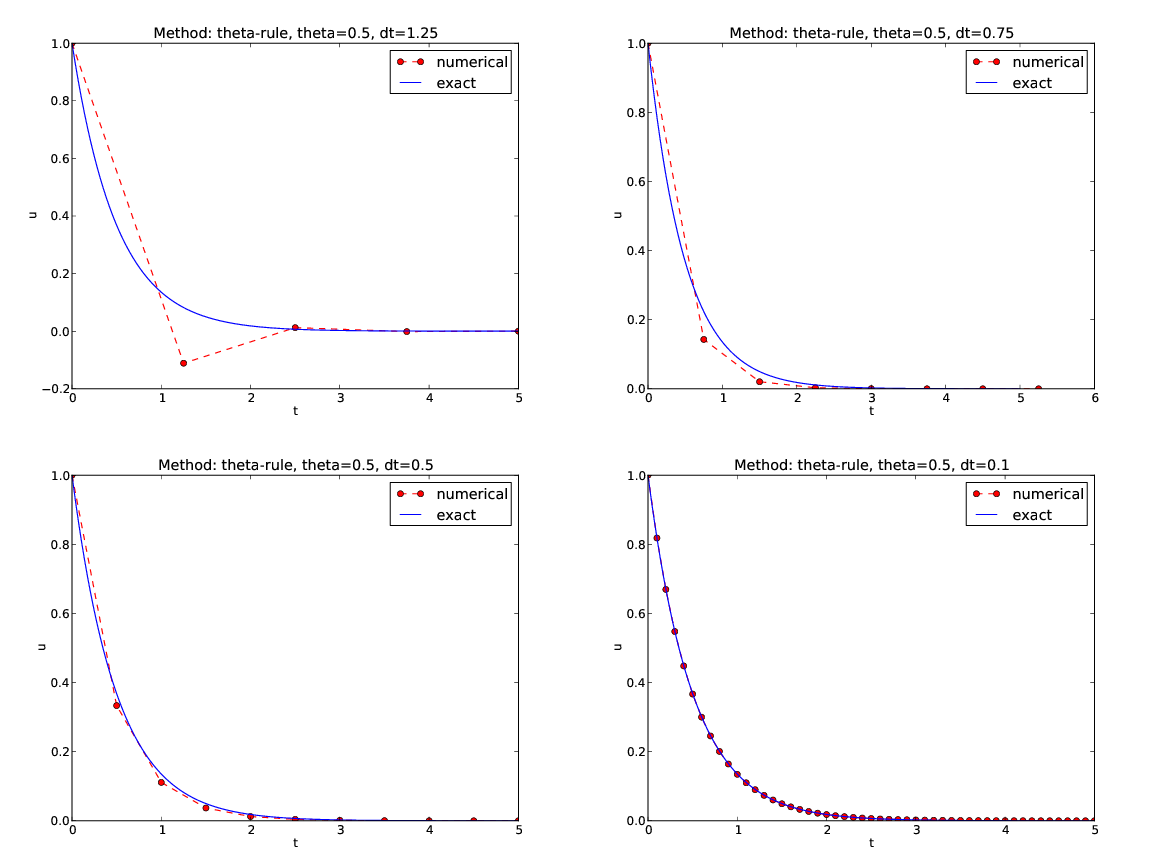 Method: theta-rule, theta=0.5, dt=1.25
1.0
0.8
0.6
0.4
0.2
0.0
−0.2
u
0 1 2 3 4 5
t
numerical
exact
Method: theta-rule, theta=0.5, dt=0.75
1.0
0.8
0.6
0.4
0.2
0.0
u
0 1 2 3 4 5 6
t
numerical
exact
Method: theta-rule, theta=0.5, dt=0.5
1.0
0.8
0.6
0.4
0.2
0.0
u
0 1 2 3 4 5
t
numerical
exact
Method: theta-rule, theta=0.5, dt=0.1
1.0
0.8
0.6
0.4
0.2
0.0
u
0 1 2 3 4 5
t
numerical
exact